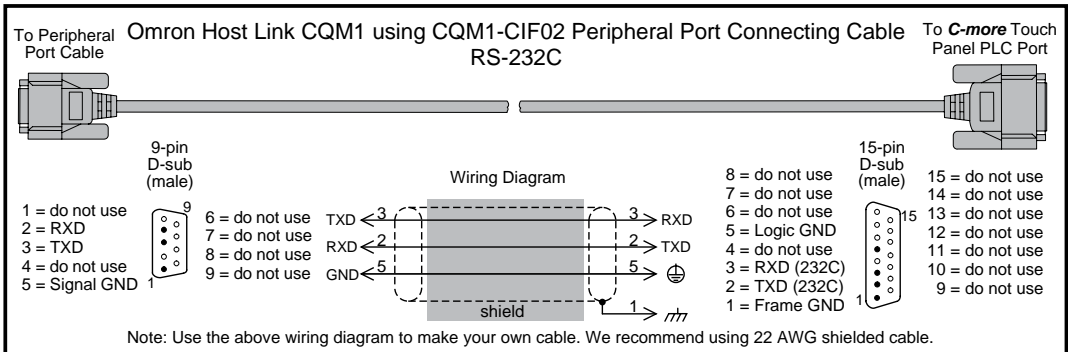 To Peripheral
Port Cable
Omron Host Link CQM1 using CQM1-CIF02 Peripheral Port Connecting Cable
RS-232C
To C-more Touch
Panel PLC Port
9-pin
D-sub
(male)
9
1
1 = do not use
2 = RXD
3 = TXD
4 = do not use
5 = Signal GND
6 = do not use
7 = do not use
8 = do not use
9 = do not use
Wiring Diagram
TXD 3 3 RXD
RXD 2 2 TXD
GND 5 5
1
shield
8 = do not use
7 = do not use
6 = do not use
5 = Logic GND
4 = do not use
3 = RXD (232C)
2 = TXD (232C)
1 = Frame GND
15-pin
D-sub
(male)
15
1
15 = do not use
14 = do not use
13 = do not use
12 = do not use
11 = do not use
10 = do not use
9 = do not use
Note: Use the above wiring diagram to make your own cable. We recommend using 22 AWG shielded cable.